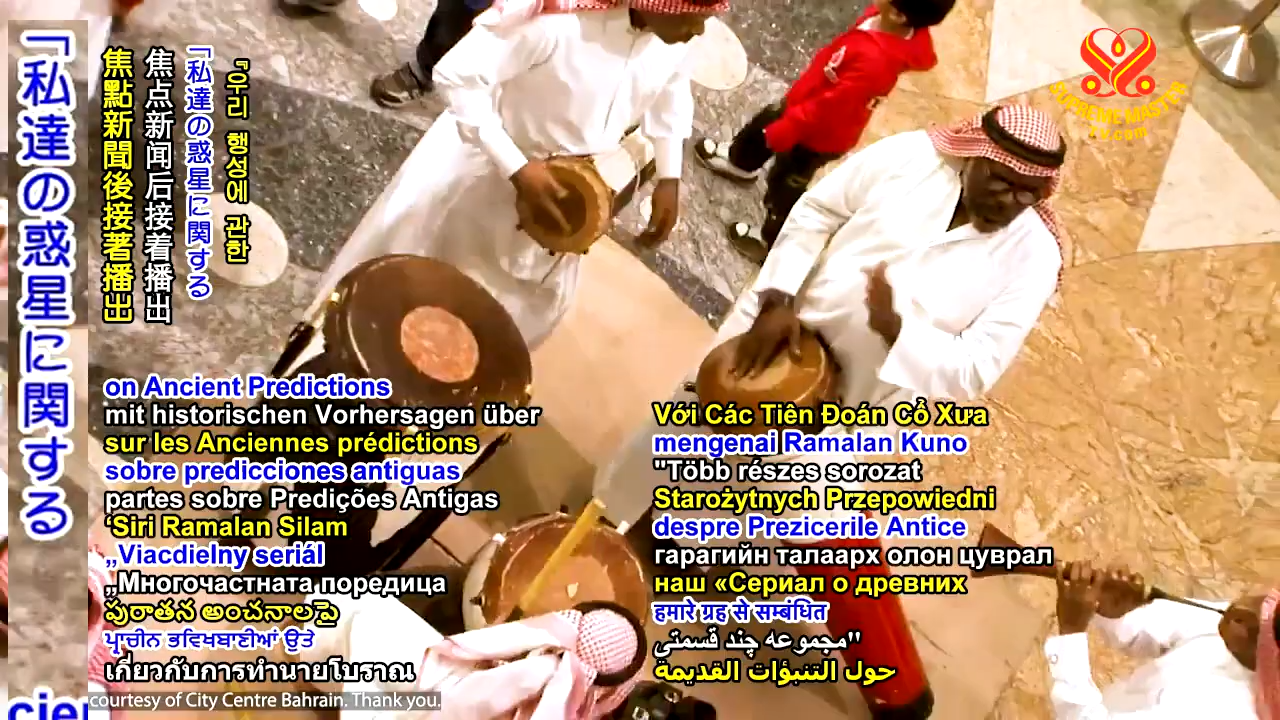 「私達の惑星に関する
焦點新聞後接著播出
焦点新闻后接着播出
「私達の惑星に関する
『우리 행성에 관한
SUPREME MASTER
TV.com
on Ancient Predictions
mit historischen Vorhersagen über
sur les Anciennes prédictions
sobre predicciones antiguas
partes sobre Predições Antigas
‘Siri Ramalan Silam
„Viacdielny seriál
„Многочастната поредица
పురాతన అంచనాలపై
ਪ੍ਰਾਚੀਨ ਭਵਿਖਬਾਣੀਆਂ ਉਤੇ
เกี่ยวกับการทำนายโบราณ
Với Các Tiên Đoán Cổ Xưa
mengenai Ramalan Kuno
"Több részes sorozat
Starożytnych Przepowiedni
despre Prezicerile Antice
гарагийн талаарх олон цуврал
наш «Сериал о древних
हमारे ग्रह से सम्बंधित
"مجموعه چند قسمتی
حول التنبؤات القديمة
courtesy of City Centre Bahrain. Thank you.